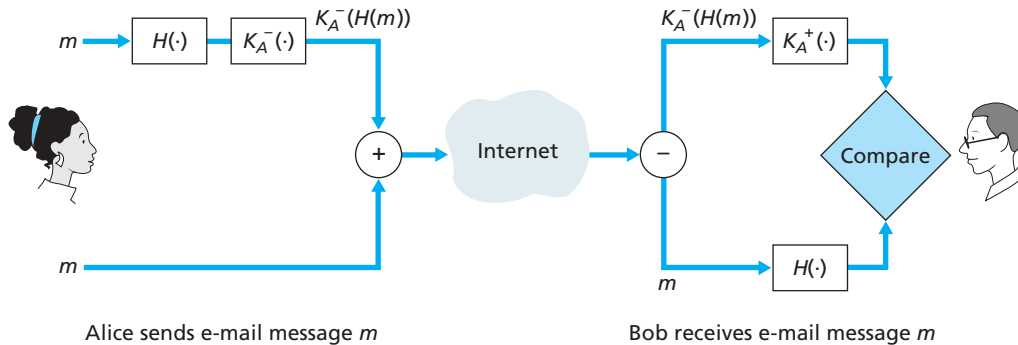 m H(·) K_A^-(·) K_A^-(H(m))
K_A^-(H(m)) K_A^+(·)
+ Internet − Compare
m
m H(·)
Alice sends e-mail message m
Bob receives e-mail message m